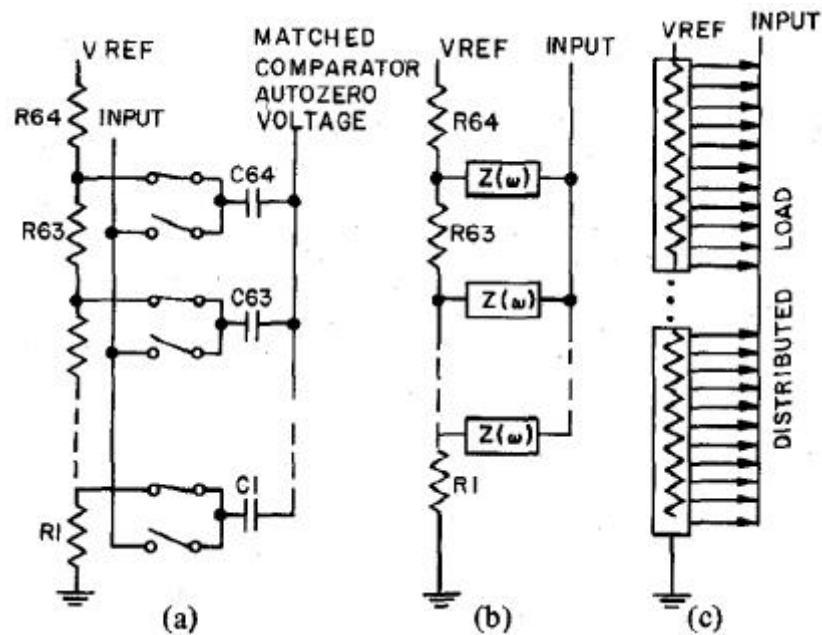 V REF
INPUT
MATCHED
COMPARATOR
AUTOZERO
VOLTAGE
R64
C64
R63
C63
C1
R1
(a)
VREF
INPUT
R64
Z(ω)
R63
Z(ω)
Z(ω)
R1
(b)
VREF
INPUT
DISTRIBUTED LOAD
(c)